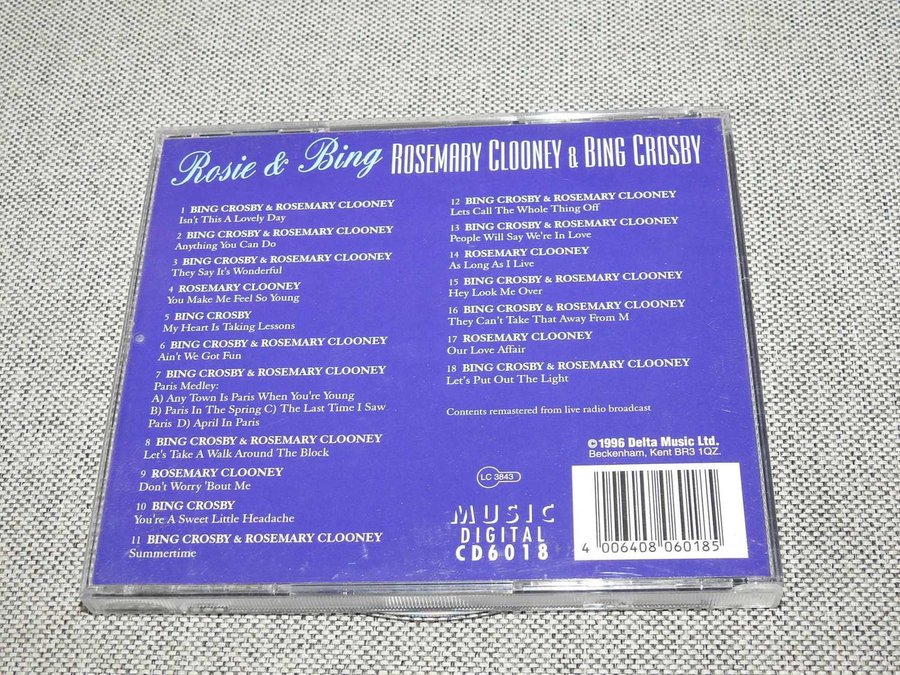 Rosie & Bing ROSEMARY CLOONEY & BING CROSBY
1 BING CROSBY & ROSEMARY CLOONEY
Isn't This A Lovely Day
2 BING CROSBY & ROSEMARY CLOONEY
Anything You Can Do
3 BING CROSBY & ROSEMARY CLOONEY
They Say It's Wonderful
4 ROSEMARY CLOONEY
You Make Me Feel So Young
5 BING CROSBY
My Heart Is Taking Lessons
6 BING CROSBY & ROSEMARY CLOONEY
Ain't We Got Fun
7 BING CROSBY & ROSEMARY CLOONEY
Paris Medley:
A) Any Town Is Paris When You're Young
B) Paris In The Spring C) The Last Time I Saw
Paris D) April In Paris
8 BING CROSBY & ROSEMARY CLOONEY
Let's Take A Walk Around The Block
9 ROSEMARY CLOONEY
Don't Worry 'Bout Me
10 BING CROSBY
You're A Sweet Little Headache
11 BING CROSBY & ROSEMARY CLOONEY
Summertime
12 BING CROSBY & ROSEMARY CLOONEY
Lets Call The Whole Thing Off
13 BING CROSBY & ROSEMARY CLOONEY
People Will Say We're In Love
14 ROSEMARY CLOONEY
As Long As I Live
15 BING CROSBY & ROSEMARY CLOONEY
Hey Look Me Over
16 BING CROSBY & ROSEMARY CLOONEY
They Can't Take That Away From M
17 ROSEMARY CLOONEY
Our Love Affair
18 BING CROSBY & ROSEMARY CLOONEY
Let's Put Out The Light
Contents remastered from live radio broadcast
©1996 Delta Music Ltd.
Beckenham, Kent BR3 1QZ.
LC 3843
MUSIC
DIGITAL
CD6018
4 006408 060185